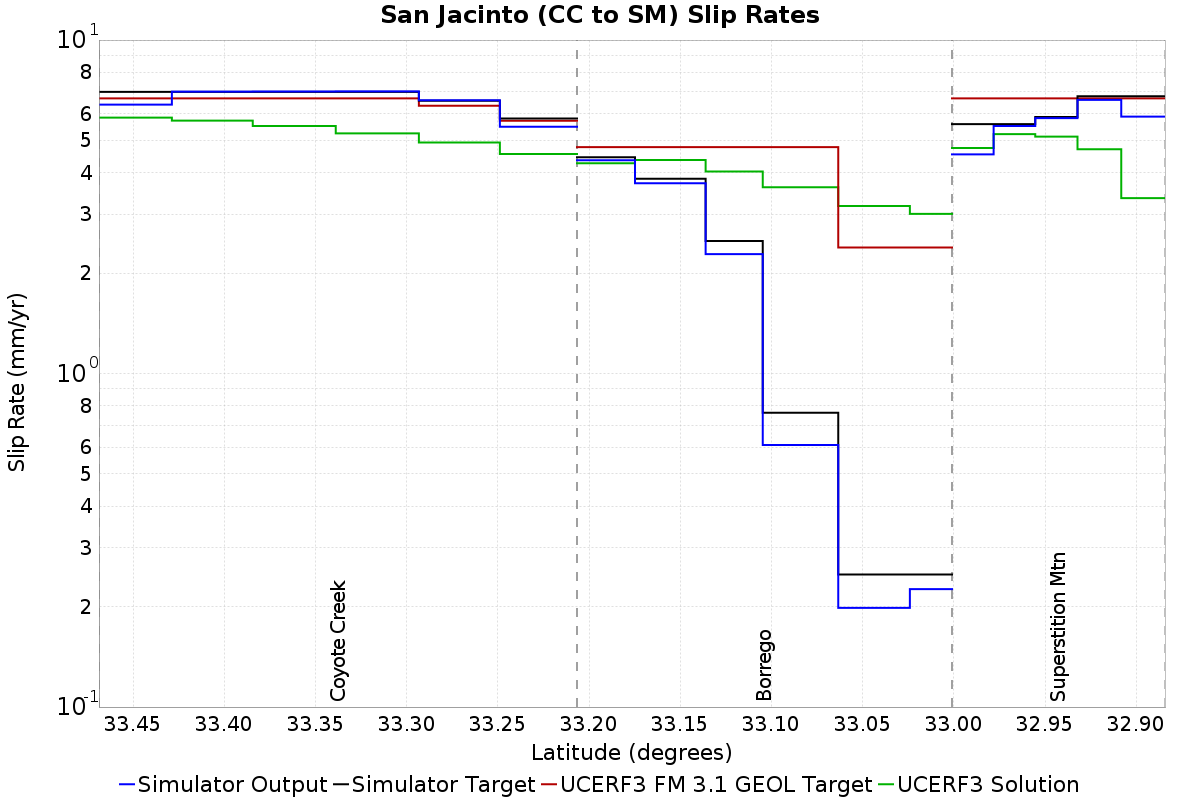 San Jacinto (CC to SM) Slip Rates
10^1
8
6
5
4
3
2
10^0
8
6
5
4
3
2
10^-1
Slip Rate (mm/yr)
Coyote Creek
Borrego
Superstition Mtn
33.45 33.40 33.35 33.30 33.25 33.20 33.15 33.10 33.05 33.00 32.95 32.90
Latitude (degrees)
Simulator Output Simulator Target UCERF3 FM 3.1 GEOL Target UCERF3 Solution